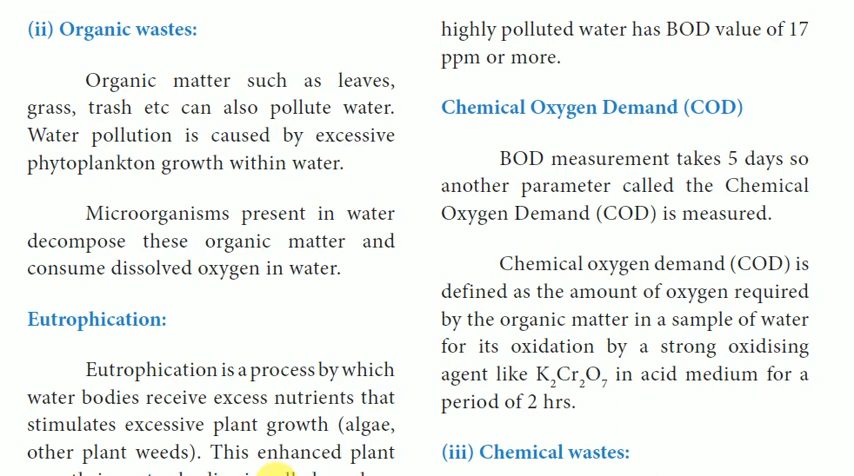 (ii) Organic wastes:
Organic matter such as leaves,
grass, trash etc can also pollute water.
Water pollution is caused by excessive
phytoplankton growth within water.
Microorganisms present in water
decompose these organic matter and
consume dissolved oxygen in water.
Eutrophication:
Eutrophication is a process by which
water bodies receive excess nutrients that
stimulates excessive plant growth (algae,
other plant weeds). This enhanced plant
highly polluted water has BOD value of 17
ppm or more.
Chemical Oxygen Demand (COD)
BOD measurement takes 5 days so
another parameter called the Chemical
Oxygen Demand (COD) is measured.
Chemical oxygen demand (COD) is
defined as the amount of oxygen required
by the organic matter in a sample of water
for its oxidation by a strong oxidising
agent like K₂Cr₂O₇ in acid medium for a
period of 2 hrs.
(iii) Chemical wastes: